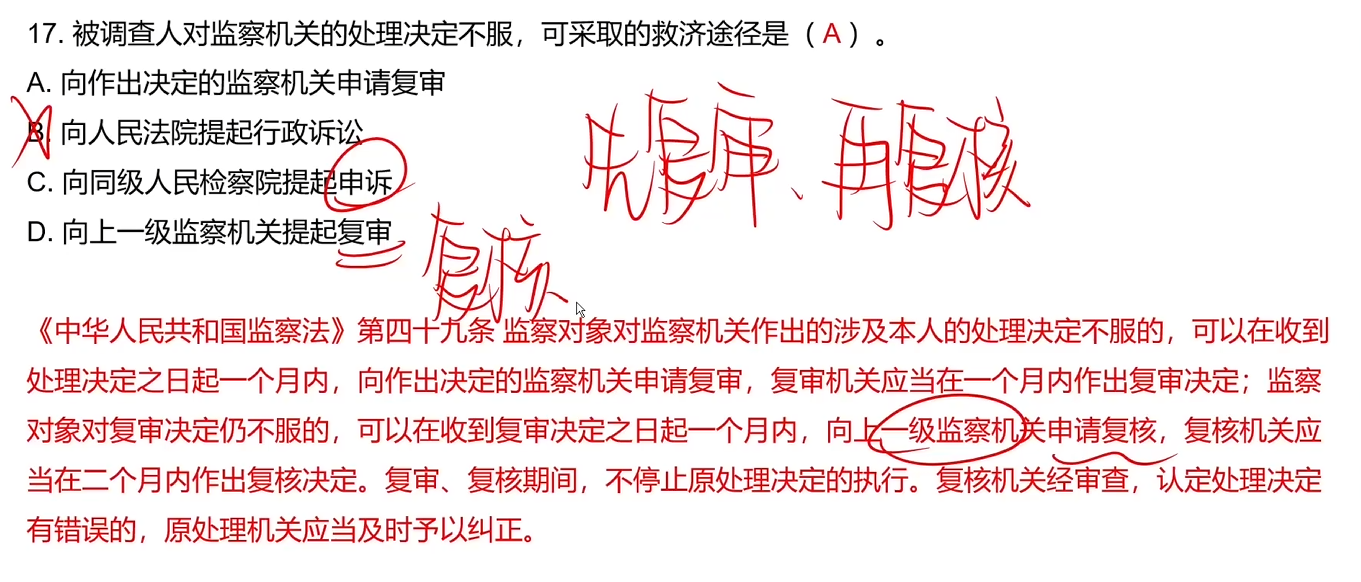 17. 被调查人对监察机关的处理决定不服，可采取的救济途径是（A）。
A. 向作出决定的监察机关申请复审
B. 向人民法院提起行政诉讼
C. 向同级人民检察院提起申诉
D. 向上一级监察机关提起复审
先复审、再复核
复核
《中华人民共和国监察法》第四十九条 监察对象对监察机关作出的涉及本人的处理决定不服的，可以在收到
处理决定之日起一个月内，向作出决定的监察机关申请复审，复审机关应当在一个月内作出复审决定；监察
对象对复审决定仍不服的，可以在收到复审决定之日起一个月内，向上一级监察机关申请复核，复核机关应
当在二个月内作出复核决定。复审、复核期间，不停止原处理决定的执行。复核机关经审查，认定处理决定
有错误的，原处理机关应当及时予以纠正。